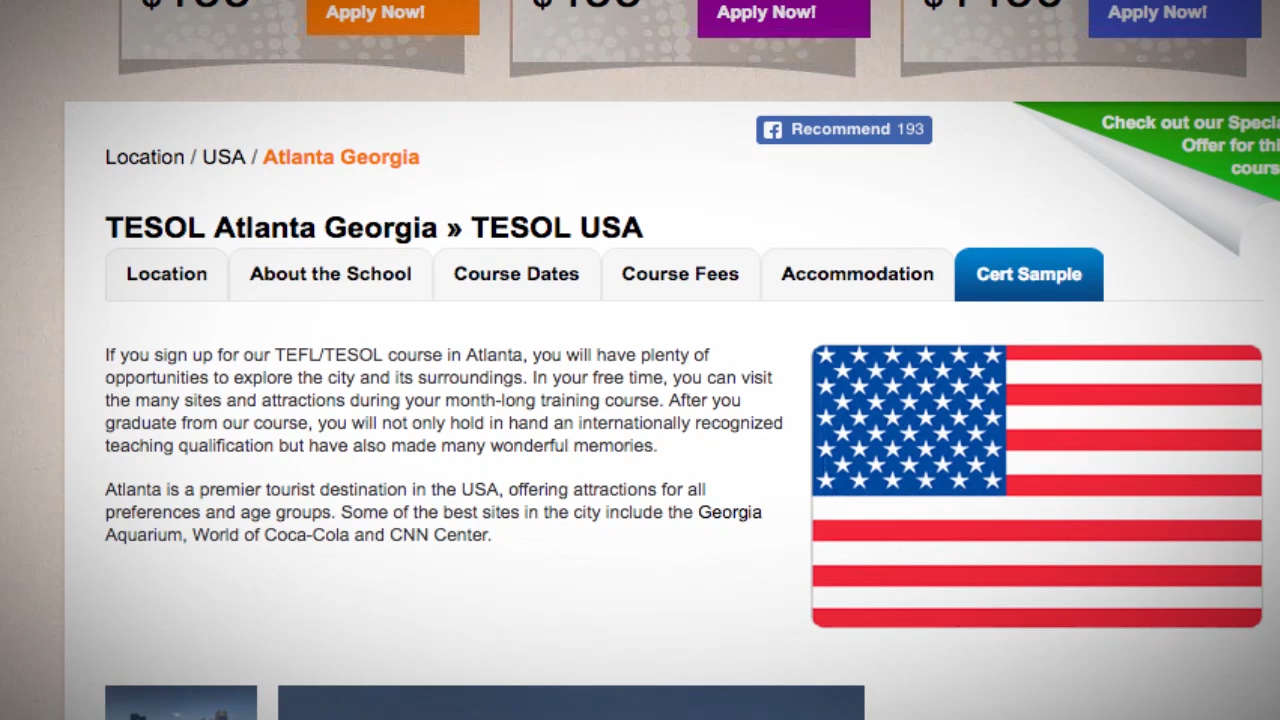 Apply Now!
Apply Now!
Apply Now!
Recommend 193
Check out our
Location / USA / Atlanta Georgia
TESOL Atlanta Georgia » TESOL USA
Location
About the School
Course Dates
Course Fees
Accommodation
Cert Sample
If you sign up for our TEFL/TESOL course in Atlanta, you will have plenty of
opportunities to explore the city and its surroundings. In your free time, you can visit
the many sites and attractions during your month-long training course. After you
graduate from our course, you will not only hold in hand an internationally recognized
teaching qualification but have also made many wonderful memories.
Atlanta is a premier tourist destination in the USA, offering attractions for all
preferences and age groups. Some of the best sites in the city include the Georgia
Aquarium, World of Coca-Cola and CNN Center.